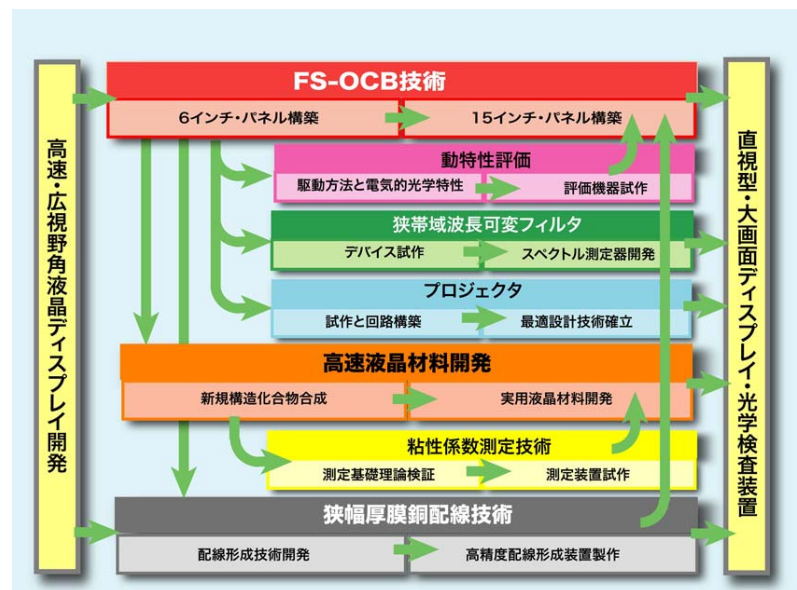 高速・広視野角液晶ディスプレイ開発
FS-OCB技術
6インチ・パネル構築
15インチ・パネル構築
動特性評価
駆動方法と電気的光学特性
評価機器試作
狭帯域波長可変フィルタ
デバイス試作
スペクトル測定器開発
プロジェクタ
試作と回路構築
最適設計技術確立
高速液晶材料開発
新規構造化合物合成
実用液晶材料開発
粘性係数測定技術
測定基礎理論検証
測定装置試作
狭幅厚膜銅配線技術
配線形成技術開発
高精度配線形成装置製作
直視型・大画面ディスプレイ・光学検査装置